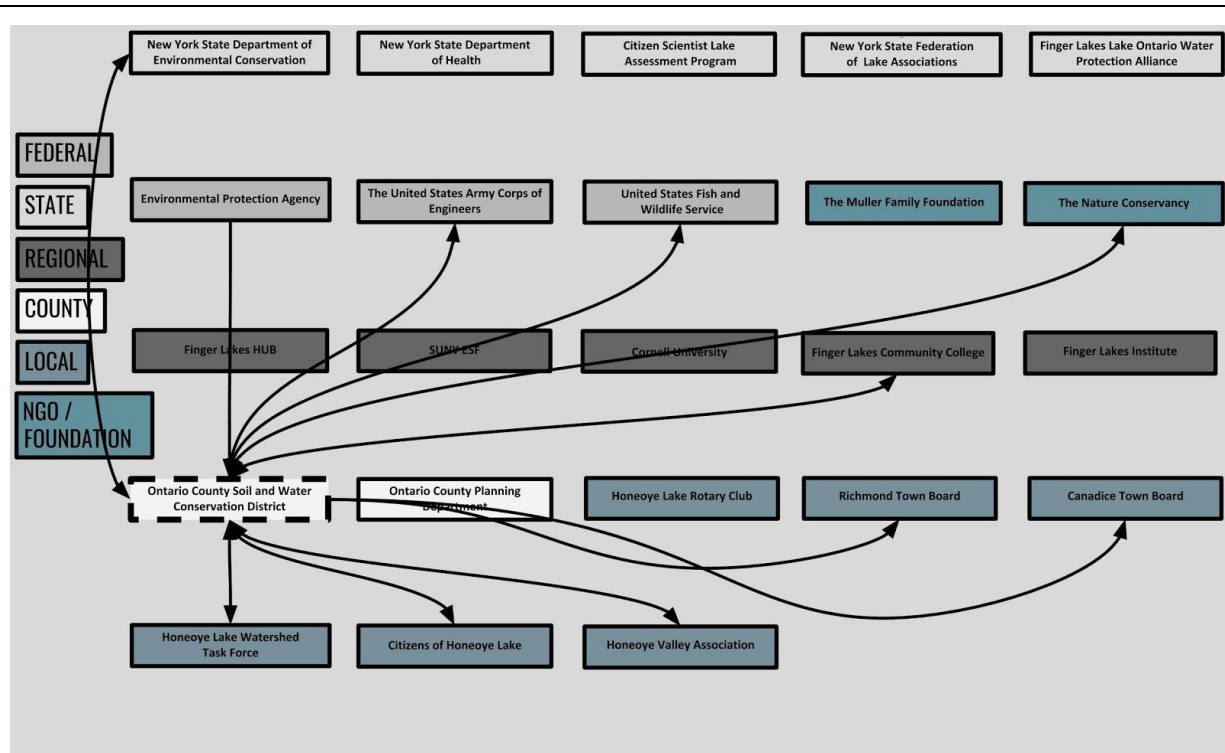 New York State Department of
Environmental Conservation
New York State Department
of Health
Citizen Scientist Lake
Assessment Program
New York State Federation
of Lake Associations
Finger Lakes Lake Ontario Water
Protection Alliance
FEDERAL
STATE
REGIONAL
COUNTY
LOCAL
NGO /
FOUNDATION
Environmental Protection Agency
The United States Army Corps of
Engineers
United States Fish and
Wildlife Service
The Muller Family Foundation
The Nature Conservancy
Finger Lakes HUB
SUNY ESF
Cornell University
Finger Lakes Community College
Finger Lakes Institute
Ontario County Soil and Water
Conservation District
Ontario County Planning
Department
Honeoye Lake Rotary Club
Richmond Town Board
Canadice Town Board
Honeoye Lake Watershed
Task Force
Citizens of Honeoye Lake
Honeoye Valley Association